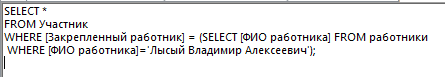 SELECT *
FROM Участник
WHERE [Закрепленный работник] = (SELECT [ФИО работника] FROM работники
WHERE [ФИО работника]='Лысый Владимир Алексеевич');